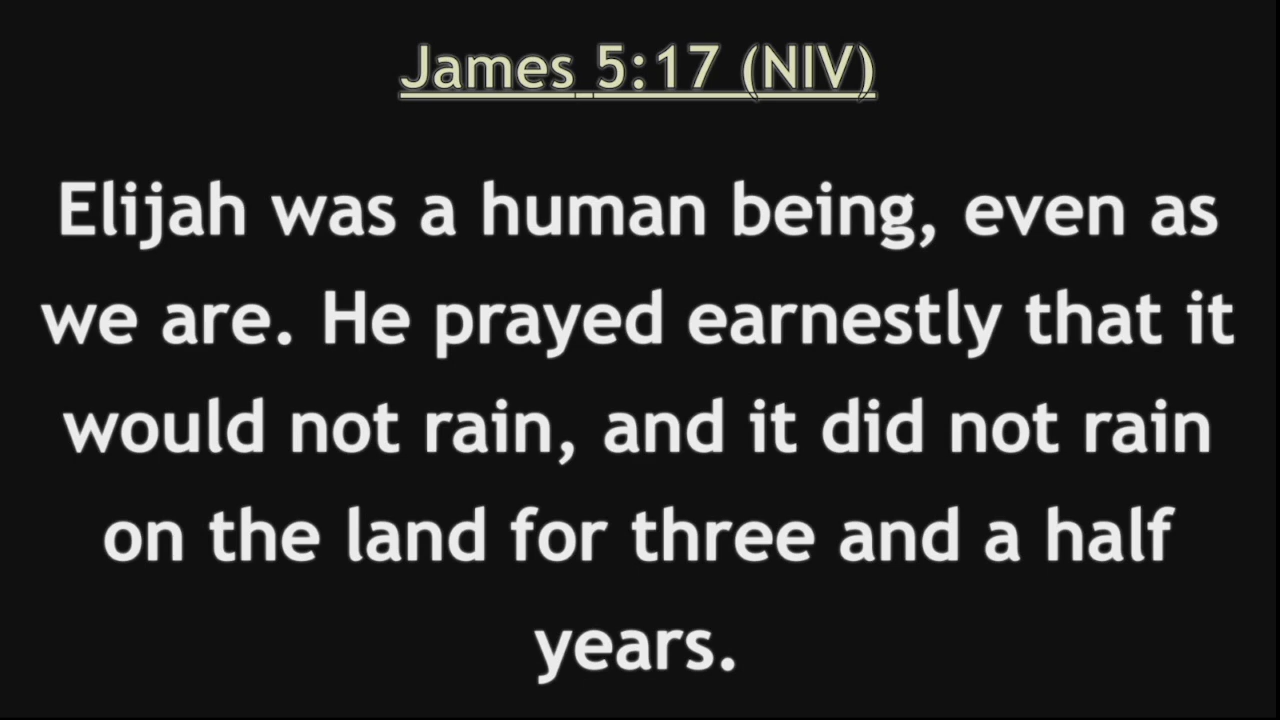 James 5:17 (NIV)
Elijah was a human being, even as
we are. He prayed earnestly that it
would not rain, and it did not rain
on the land for three and a half
years.